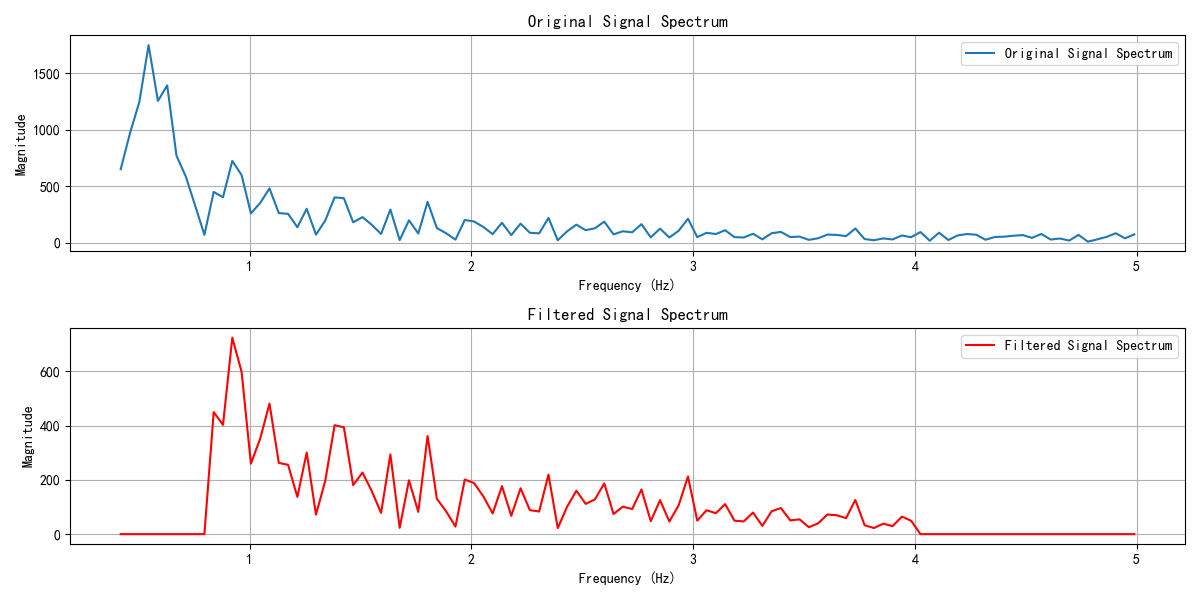 Original Signal Spectrum
Original Signal Spectrum
Magnitude
1500
1000
500
0
1 2 3 4 5
Frequency (Hz)
Filtered Signal Spectrum
Filtered Signal Spectrum
Magnitude
600
400
200
0
1 2 3 4 5
Frequency (Hz)